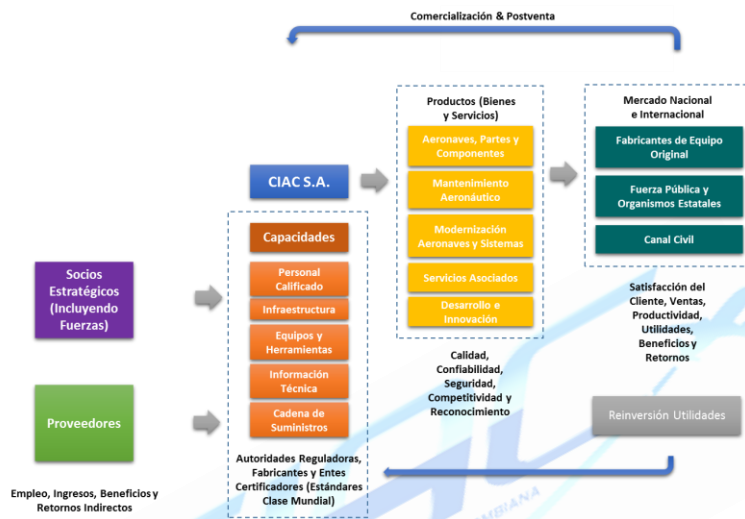 Comercialización & Postventa
Productos (Bienes
y Servicios)
Aeronaves, Partes y
Componentes
Mantenimiento
Aeronáutico
Modernización
Aeronaves y Sistemas
Servicios Asociados
Desarrollo e
Innovación
Calidad,
Confiabilidad,
Seguridad,
Competitividad y
Reconocimiento
Mercado Nacional
e Internacional
Fabricantes de Equipo
Original
Fuerza Pública y
Organismos Estatales
Canal Civil
Satisfacción del
Cliente, Ventas,
Productividad,
Utilidades,
Beneficios y
Retornos
Reinversión Utilidades
CIAC S.A.
Capacidades
Personal
Calificado
Infraestructura
Equipos y
Herramientas
Información
Técnica
Cadena de
Suministros
Autoridades Reguladoras,
Fabricantes y Entes
Certificadores (Estándares
Clase Mundial)
Socios
Estratégicos
(Incluyendo
Fuerzas)
Proveedores
Empleo, Ingresos, Beneficios y
Retornos Indirectos